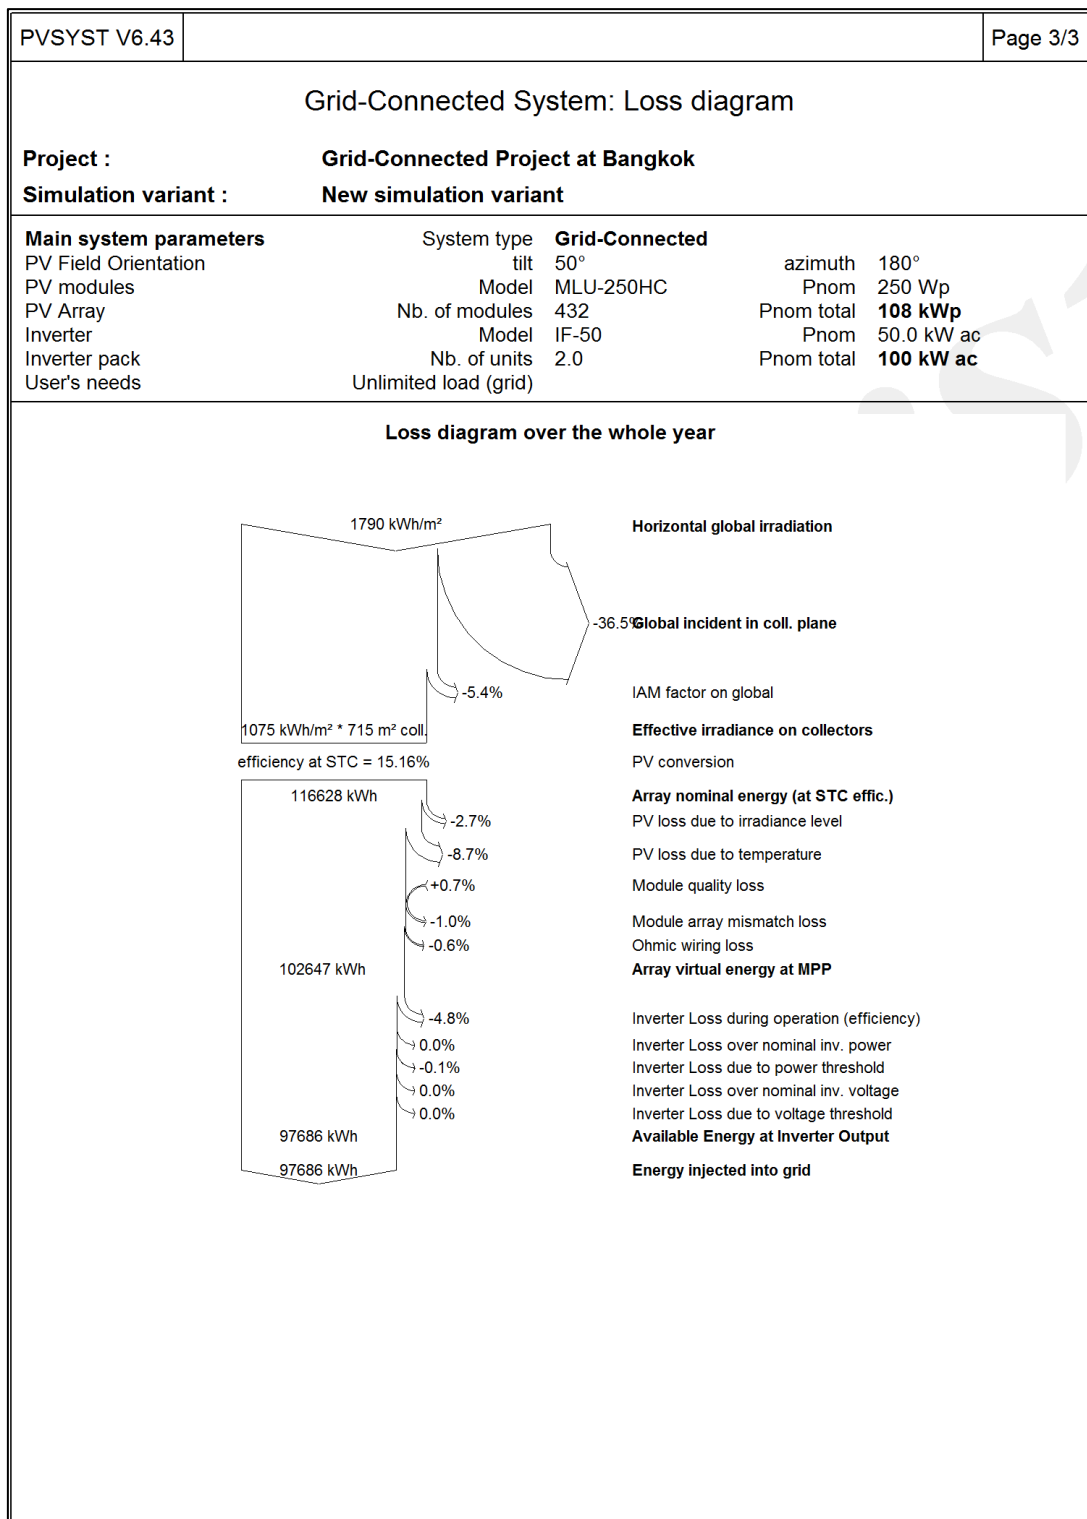 PVSYST V6.43 Page 3/3
Grid-Connected System: Loss diagram
Project : Grid-Connected Project at Bangkok
Simulation variant : New simulation variant
Main system parameters System type Grid-Connected
PV Field Orientation tilt 50° azimuth 180°
PV modules Model MLU-250HC Pnom 250 Wp
PV Array Nb. of modules 432 Pnom total 108 kWp
Inverter Model IF-50 Pnom 50.0 kW ac
Inverter pack Nb. of units 2.0 Pnom total 100 kW ac
User's needs Unlimited load (grid)
Loss diagram over the whole year
1790 kWh/m² Horizontal global irradiation
-36.5% Global incident in coll. plane
-5.4% IAM factor on global
1075 kWh/m² * 715 m² coll. Effective irradiance on collectors
efficiency at STC = 15.16% PV conversion
116628 kWh Array nominal energy (at STC effic.)
-2.7% PV loss due to irradiance level
-8.7% PV loss due to temperature
+0.7% Module quality loss
-1.0% Module array mismatch loss
-0.6% Ohmic wiring loss
102647 kWh Array virtual energy at MPP
-4.8% Inverter Loss during operation (efficiency)
0.0% Inverter Loss over nominal inv. power
-0.1% Inverter Loss due to power threshold
0.0% Inverter Loss over nominal inv. voltage
0.0% Inverter Loss due to voltage threshold
97686 kWh Available Energy at Inverter Output
97686 kWh Energy injected into grid